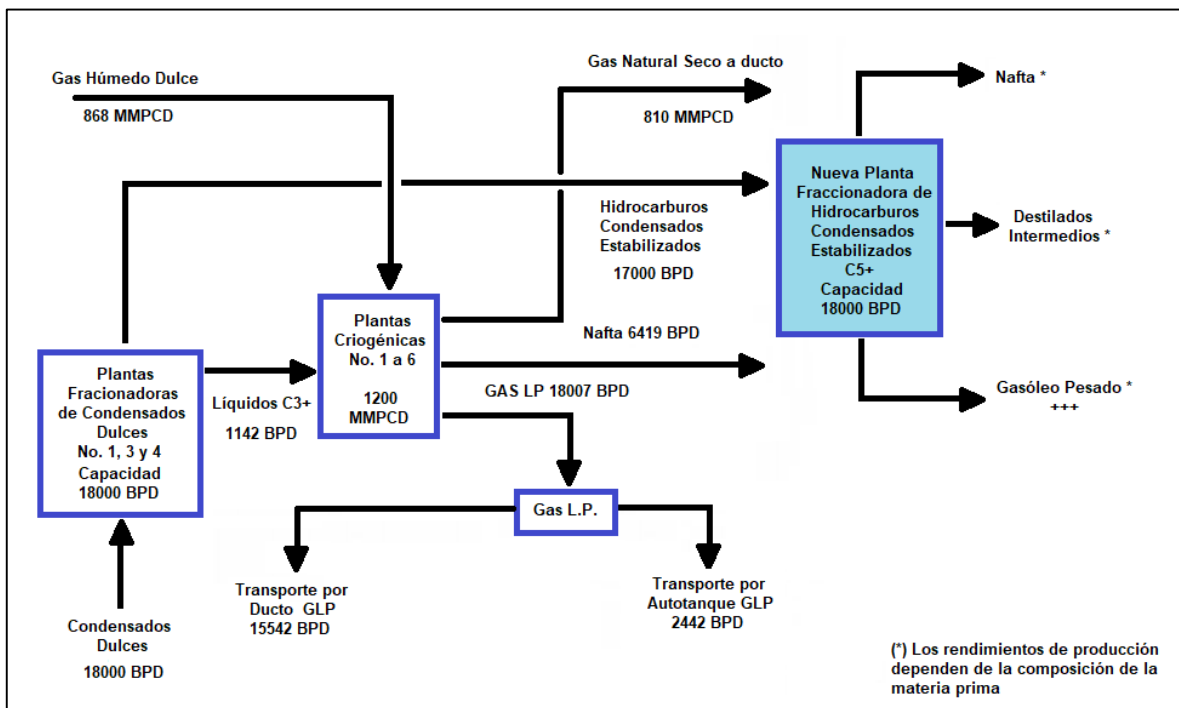 Gas Húmedo Dulce
868 MMPCD
Gas Natural Seco a ducto
810 MMPCD
Nafta *
Nueva Planta
Fraccionadora de
Hidrocarburos
Condensados
Estabilizados
C5+
Capacidad
18000 BPD
Hidrocarburos
Condensados
Estabilizados
17000 BPD
Destilados
Intermedios *
Plantas
Criogénicas
No. 1 a 6
1200
MMPCD
Nafta 6419 BPD
GAS LP 18007 BPD
Plantas
Fracionadoras
de Condensados
Dulces
No. 1, 3 y 4
Capacidad
18000 BPD
Líquidos C3+
1142 BPD
Gasóleo Pesado *
+++
Gas L.P.
Transporte por
Ducto GLP
15542 BPD
Transporte por
Autotanque GLP
2442 BPD
Condensados
Dulces
18000 BPD
(*) Los rendimientos de producción
dependen de la composición de la
materia prima